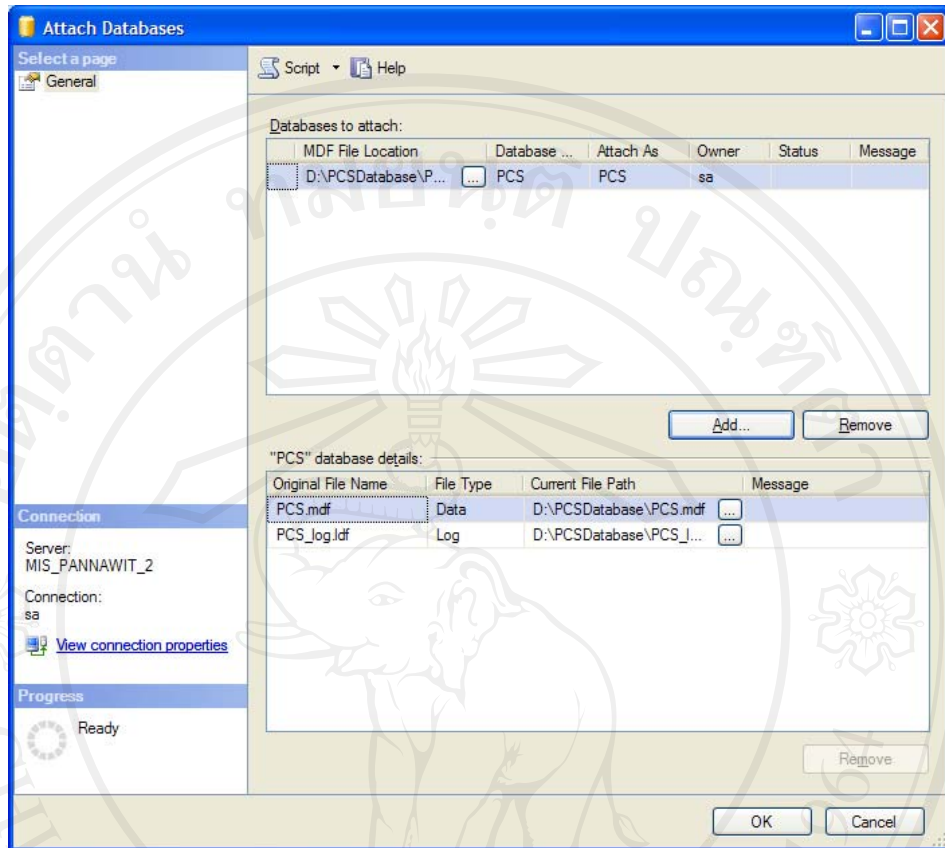 Attach Databases
Select a page
General
Script
Help
Databases to attach:
MDF File Location Database ... Attach As Owner Status Message
D:\PCSDatabase\P... ... PCS PCS sa
Add... Remove
"PCS" database details:
Original File Name File Type Current File Path Message
PCS.mdf Data D:\PCSDatabase\PCS.mdf ...
PCS_log.ldf Log D:\PCSDatabase\PCS_l... ...
Remove
Connection
Server:
MIS_PANNAWIT_2
Connection:
sa
View connection properties
Progress
Ready
OK Cancel